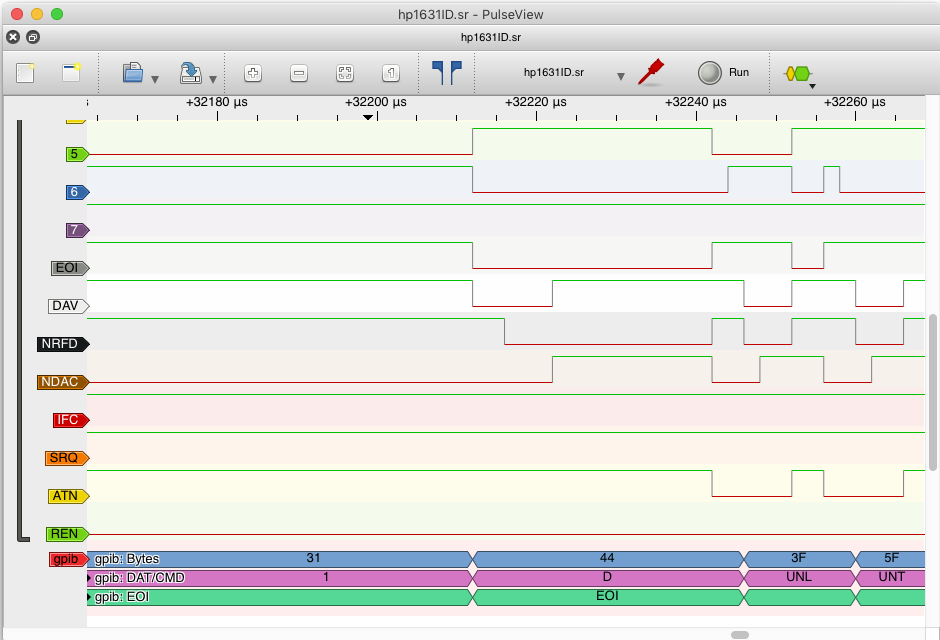 hp1631ID.sr - PulseView
hp1631ID.sr
hp1631ID.sr Run
+32180 µs +32200 µs +32220 µs +32240 µs +32260 µs
5
6
7
EOI
DAV
NRFD
NDAC
IFC
SRQ
ATN
REN
gpib gpib: Bytes 31 44 3F 5F
gpib: DAT/CMD 1 D UNL UNT
gpib: EOI EOI